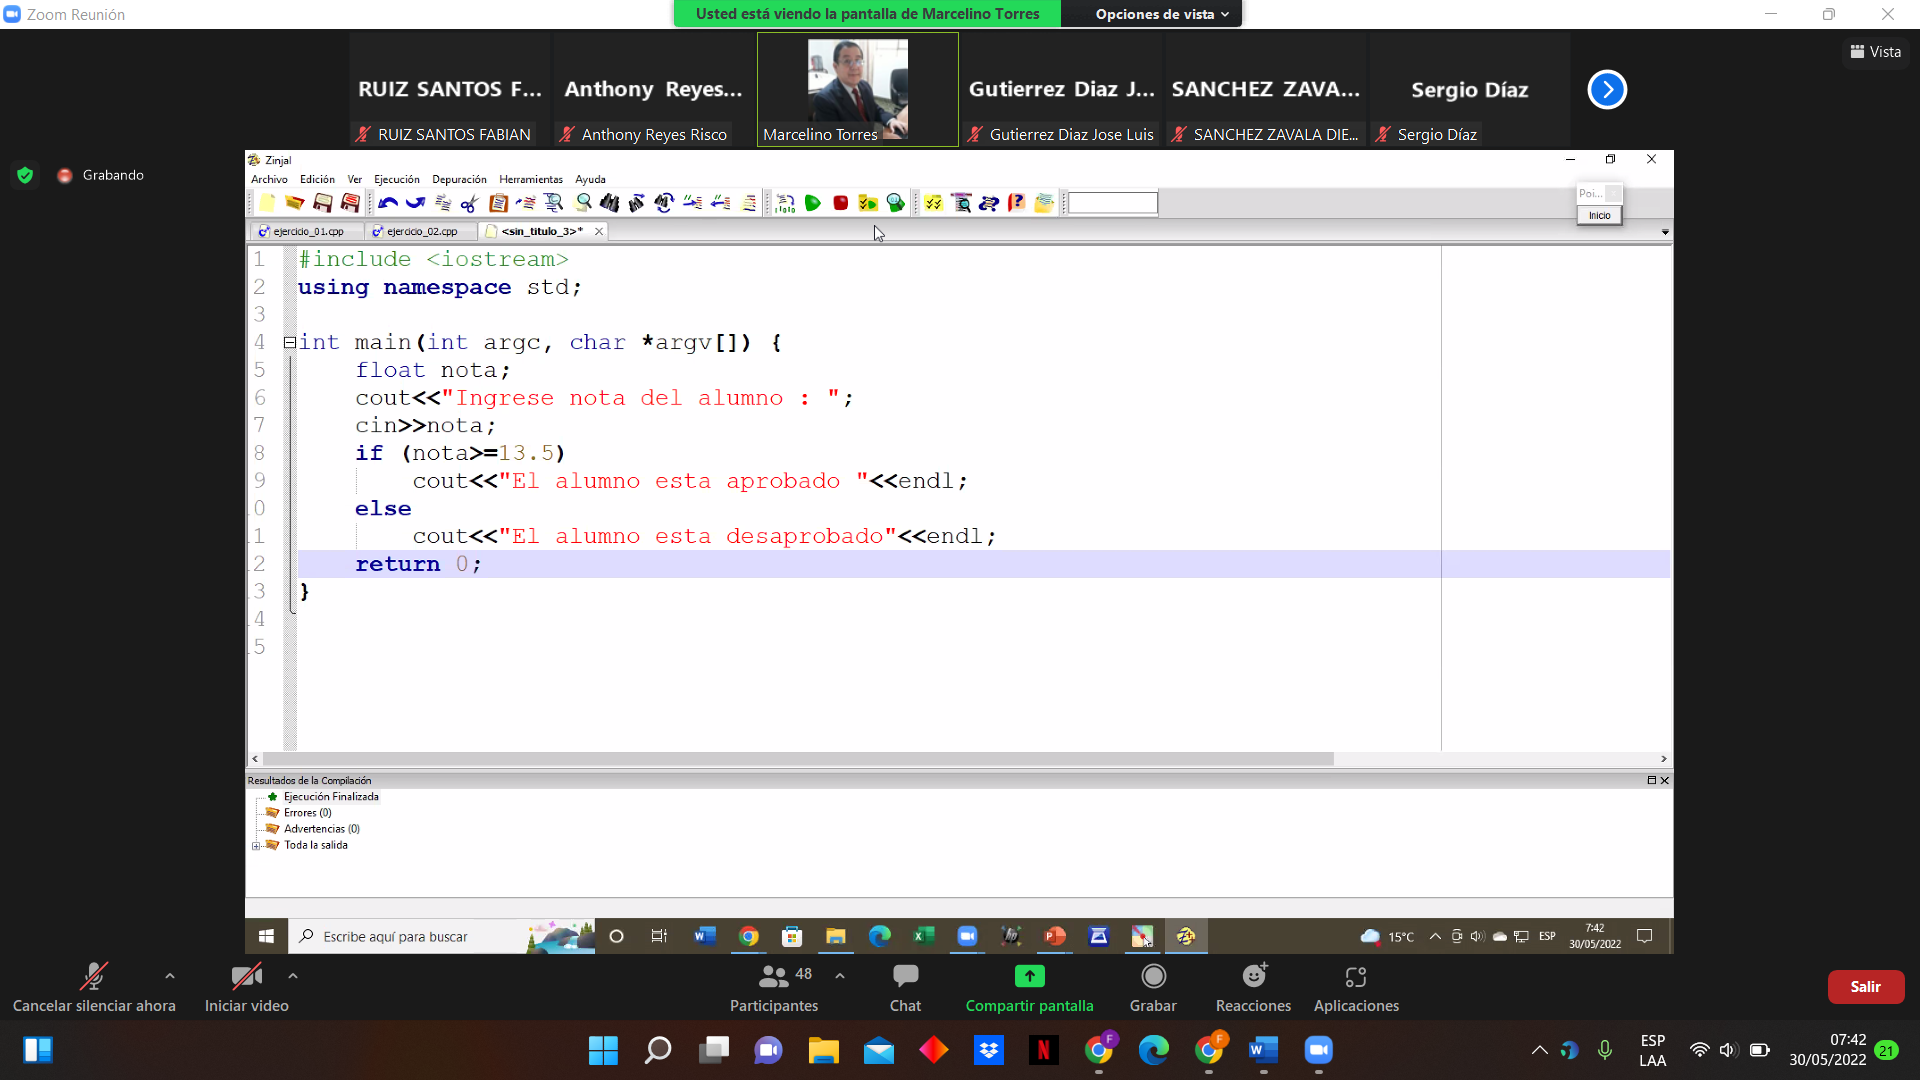 Zoom Reunión
Usted está viendo la pantalla de Marcelino Torres
Opciones de vista
Vista
RUIZ SANTOS F...
Anthony Reyes...
Gutierrez Diaz J...
SANCHEZ ZAVA...
Sergio Díaz
RUIZ SANTOS FABIAN
Anthony Reyes Risco
Marcelino Torres
Gutierrez Diaz Jose Luis
SANCHEZ ZAVALA DIE...
Sergio Díaz
Grabando
Zinjal
Archivo Edición Ver Ejecución Depuración Herramientas Ayuda
Poi...
Inicio
ejercicio_01.cpp
ejercicio_02.cpp
<sin_titulo_3>*
1 #include <iostream>
2 using namespace std;
3
4 int main(int argc, char *argv[]) {
5 float nota;
6 cout<<"Ingrese nota del alumno : ";
7 cin>>nota;
8 if (nota>=13.5)
9 cout<<"El alumno esta aprobado "<<endl;
0 else
1 cout<<"El alumno esta desaprobado"<<endl;
2 return 0;
3 }
4
5
Resultados de la Compilación
Ejecución Finalizada
Errores (0)
Advertencias (0)
Toda la salida
Escribe aquí para buscar
15°C
ESP
7:42
30/05/2022
Cancelar silenciar ahora
Iniciar video
48
Participantes
Chat
Compartir pantalla
Grabar
Reacciones
Aplicaciones
Salir
ESP
LAA
07:42
30/05/2022
21